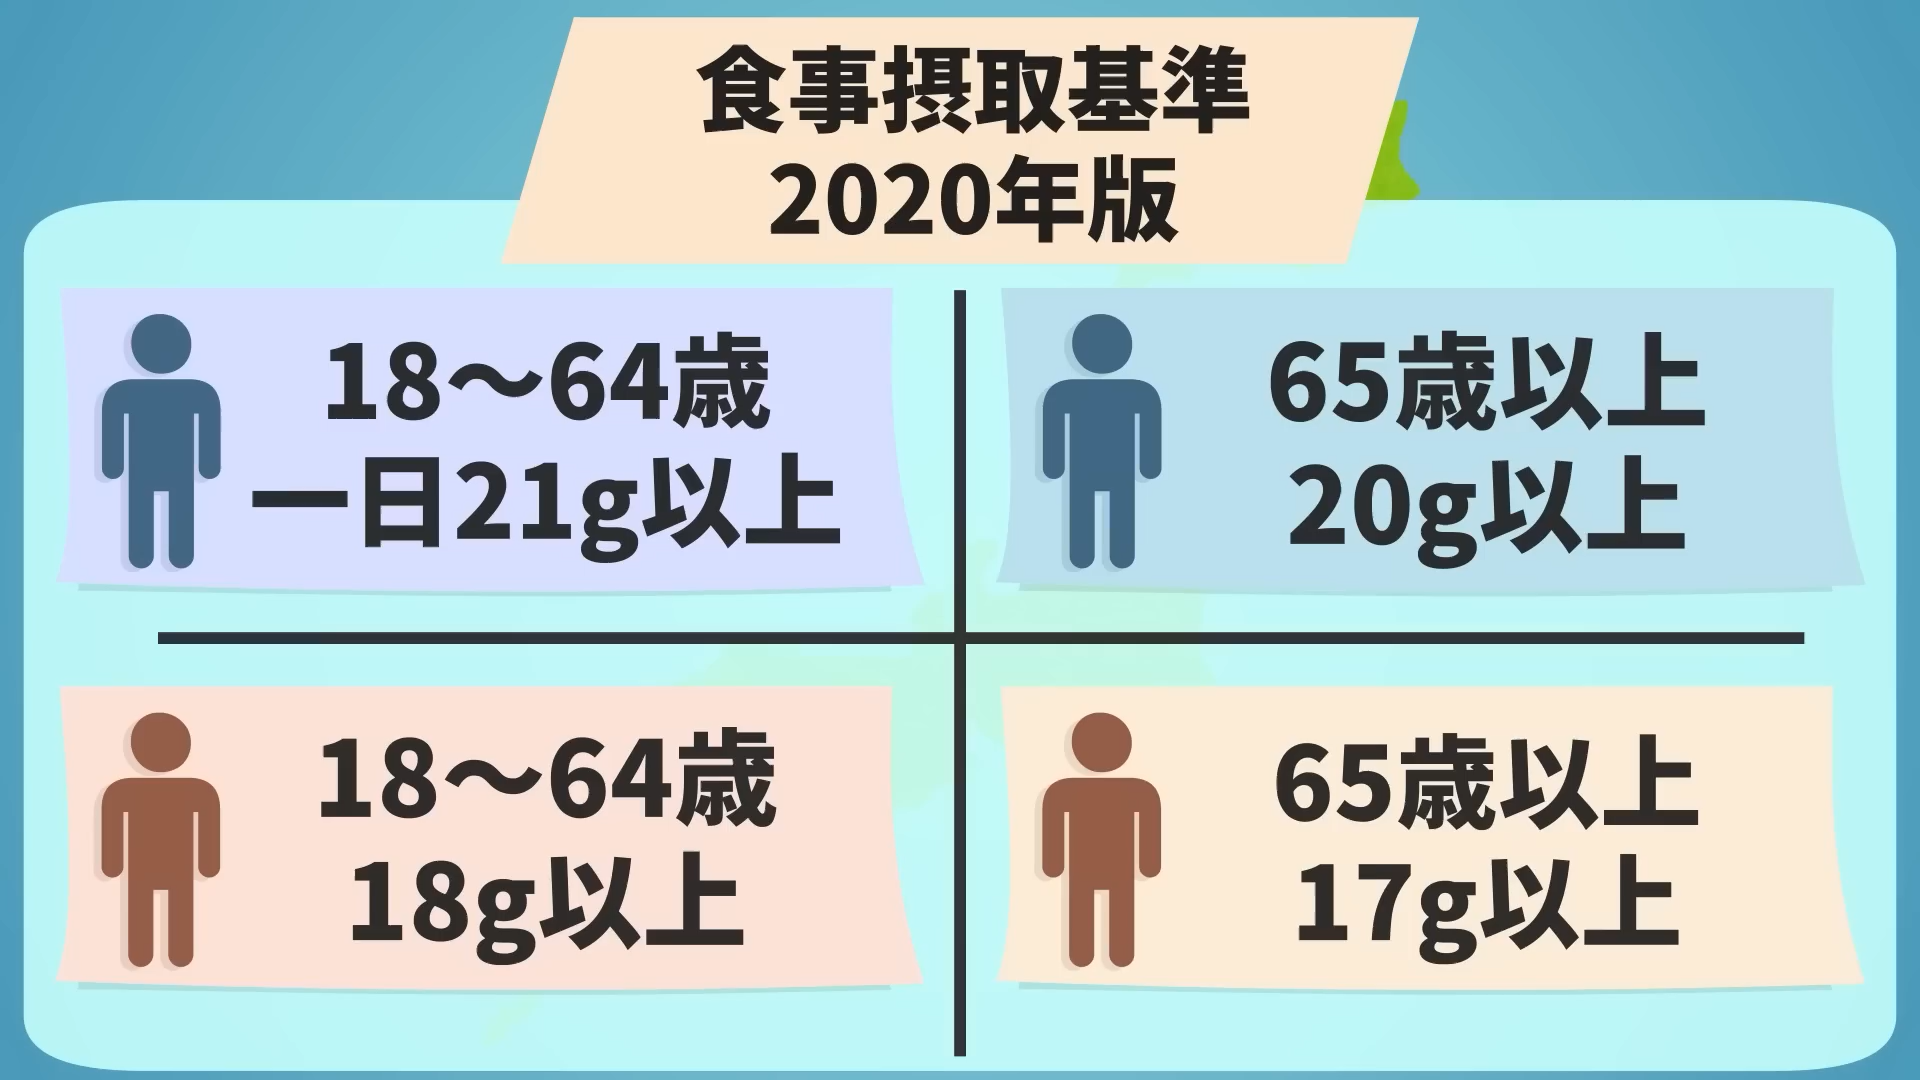 食事摂取基準
2020年版
18〜64歳
一日21g以上
65歳以上
20g以上
18〜64歳
18g以上
65歳以上
17g以上